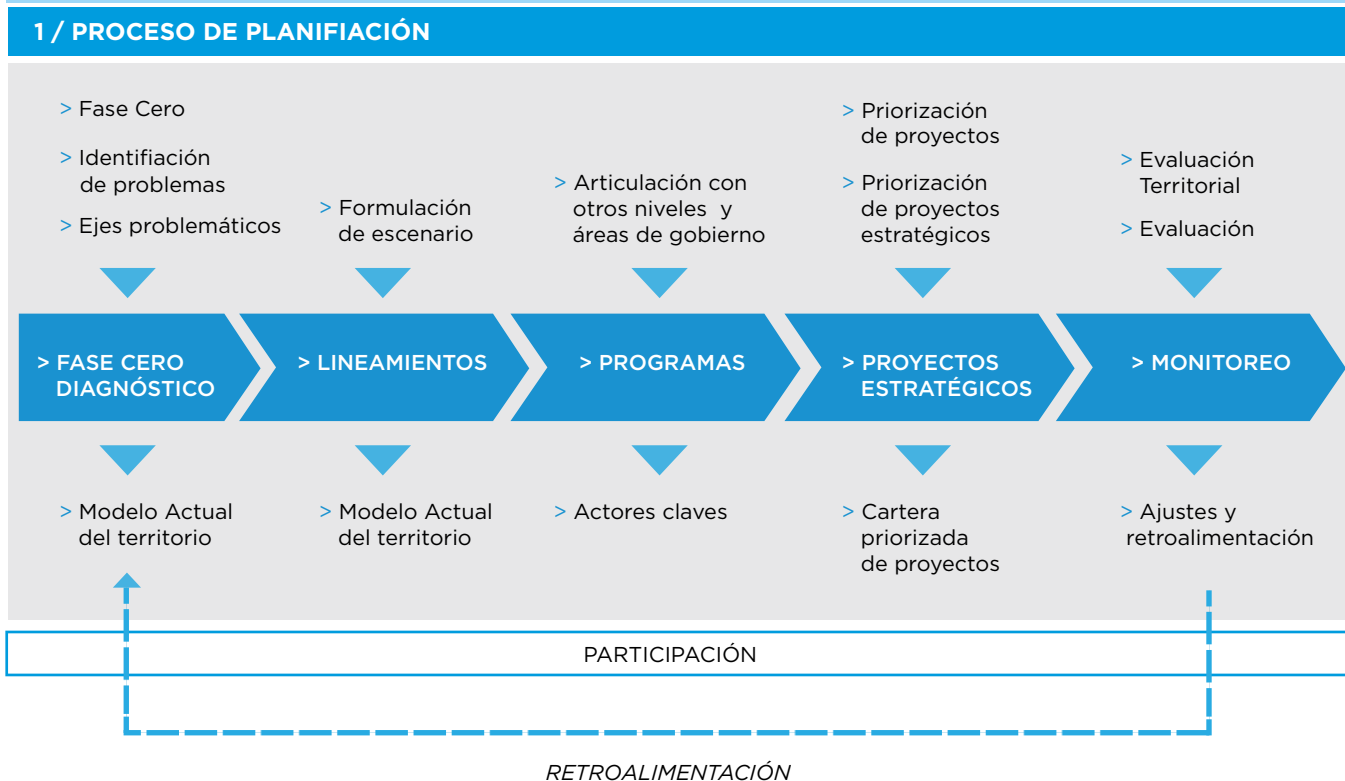 1 / PROCESO DE PLANIFIACIÓN
> Fase Cero
> Identifiación
de problemas
> Ejes problemáticos
> Formulación
de escenario
> Articulación con
otros niveles y
áreas de gobierno
> Priorización
de proyectos
> Priorización
de proyectos
estratégicos
> Evaluación
Territorial
> Evaluación
> FASE CERO
DIAGNÓSTICO
> LINEAMIENTOS
> PROGRAMAS
> PROYECTOS
ESTRATÉGICOS
> MONITOREO
> Modelo Actual
del territorio
> Modelo Actual
del territorio
> Actores claves
> Cartera
priorizada
de proyectos
> Ajustes y
retroalimentación
PARTICIPACIÓN
RETROALIMENTACIÓN